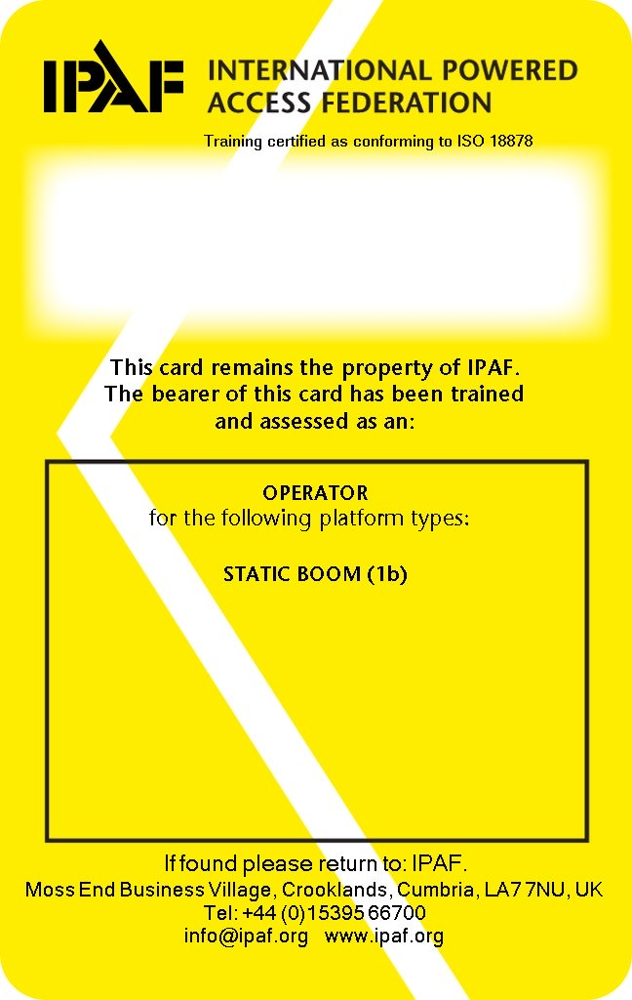 IPAF
INTERNATIONAL POWERED
ACCESS FEDERATION
Training certified as conforming to ISO 18878
This card remains the property of IPAF.
The bearer of this card has been trained
and assessed as an:
OPERATOR
for the following platform types:
STATIC BOOM (1b)
If found please return to: IPAF.
Moss End Business Village, Crooklands, Cumbria, LA7 7NU, UK
Tel: +44 (0)15395 66700
info@ipaf.org www.ipaf.org